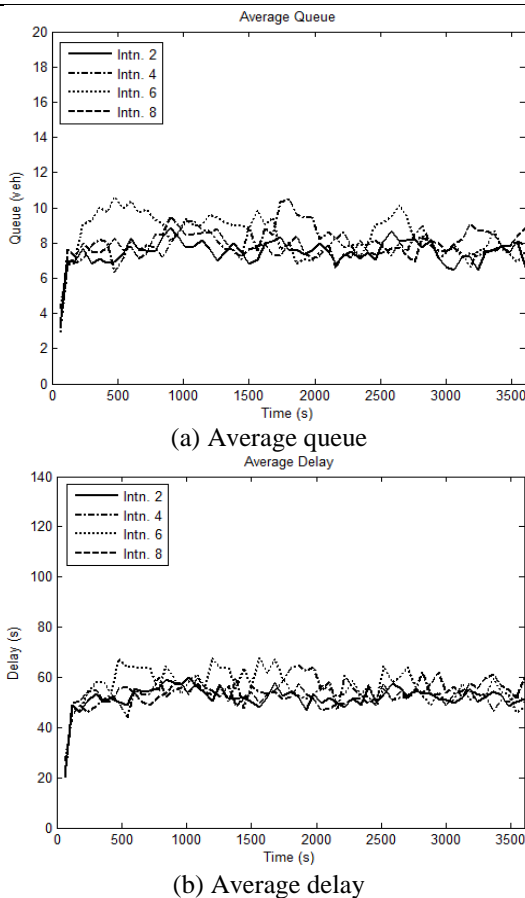 Average Queue
20
18
16
14
12
10
8
6
4
2
0
Queue (veh)
Intn. 2
Intn. 4
Intn. 6
Intn. 8
500 1000 1500 2000 2500 3000 3500
Time (s)
(a) Average queue
Average Delay
140
120
100
80
60
40
20
0
Delay (s)
Intn. 2
Intn. 4
Intn. 6
Intn. 8
0 500 1000 1500 2000 2500 3000 3500
Time (s)
(b) Average delay